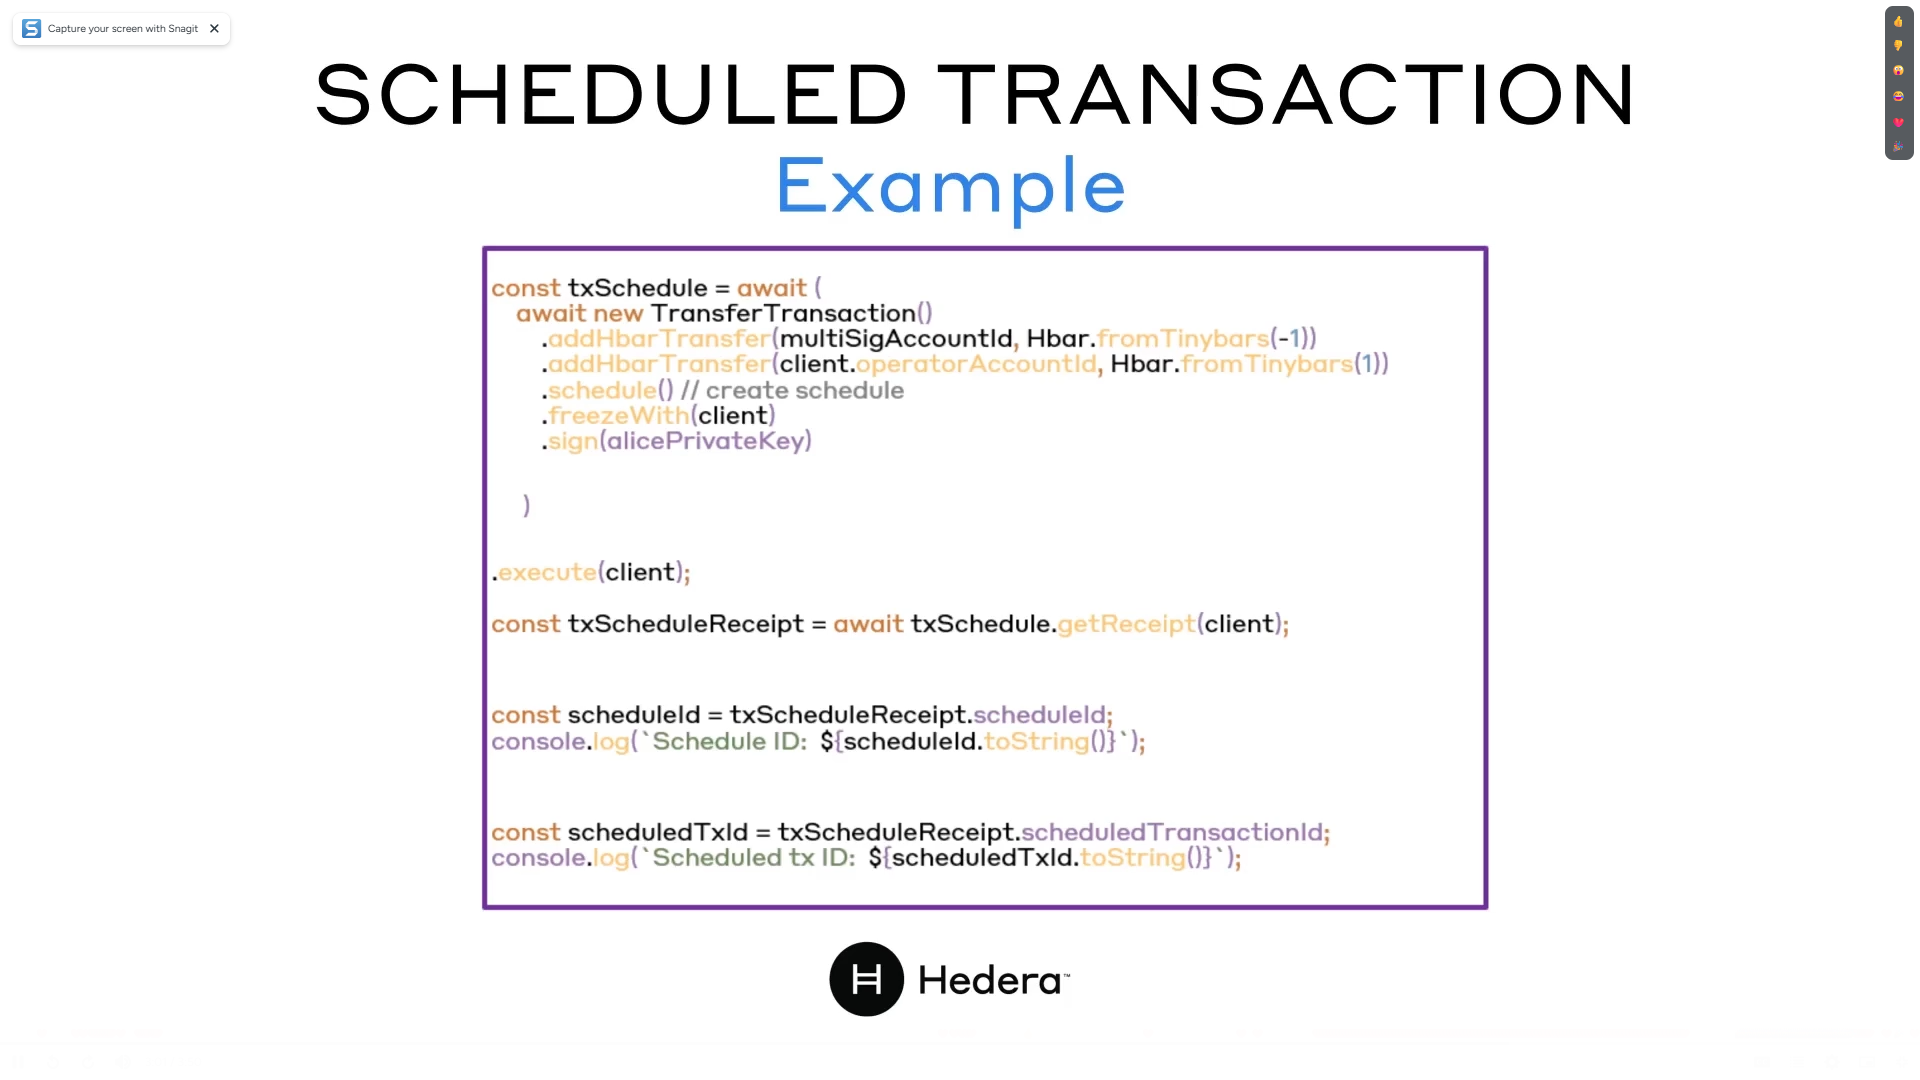 Capture your screen with Snagit
SCHEDULED TRANSACTION
Example
const txSchedule = await (
await new TransferTransaction()
.addHbarTransfer(multiSigAccountId, Hbar.fromTinybars(-1))
.addHbarTransfer(client.operatorAccountId, Hbar.fromTinybars(1))
.schedule() // create schedule
.freezeWith(client)
.sign(alicePrivateKey)
)
.execute(client);
const txScheduleReceipt = await txSchedule.getReceipt(client);
const scheduleId = txScheduleReceipt.scheduleId;
console.log(`Schedule ID:  ${scheduleId.toString()}`);
const scheduledTxId = txScheduleReceipt.scheduledTransactionId;
console.log(`Scheduled tx ID:  ${scheduledTxId.toString()}`);
Hedera™